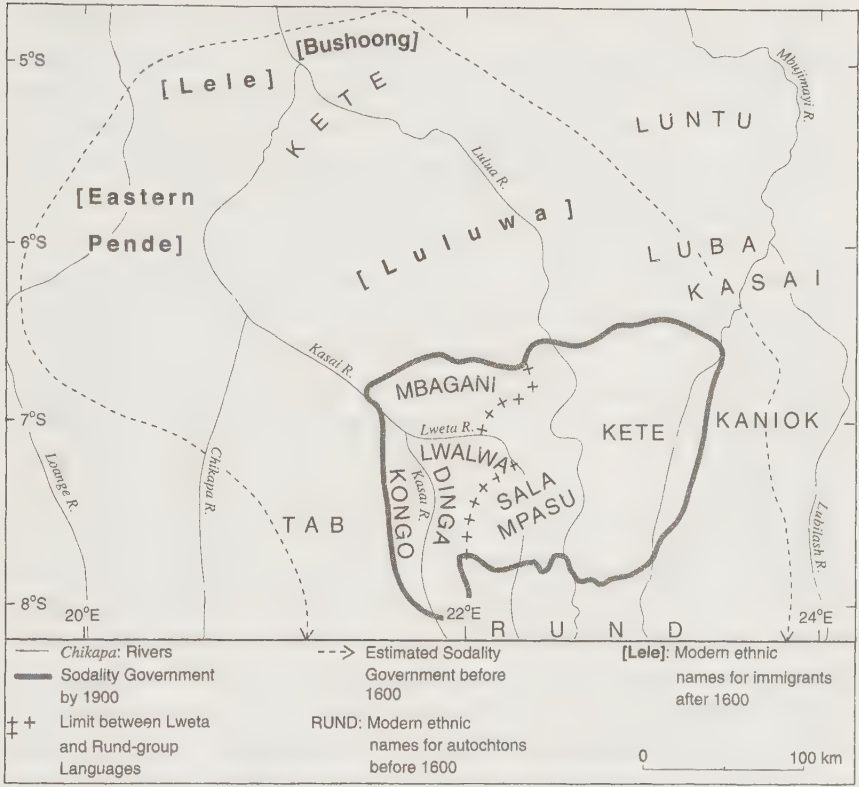 [Bushoong]
5°S
[Lele]
KETE
Mbujimayi R.
LUNTU
Lulua R.
[Eastern
Pende]
6°S
[Luluwa]
LUBA
KASAI
Kasai R.
MBAGANI
7°S
Lweta R.
KETE
KANIOK
LWALWA
Loange R.
Chikapa R.
KONGO
Kasai R.
DINGA
SALA
MPASU
TAB
Lubilash R.
8°S
20°E
22°E
24°E
RUND
Chikapa: Rivers
Sodality Government
by 1900
Limit between Lweta
and Rund-group
Languages
Estimated Sodality
Government before
1600
RUND: Modern ethnic
names for autochtons
before 1600
[Lele]: Modern ethnic
names for immigrants
after 1600
0 100 km